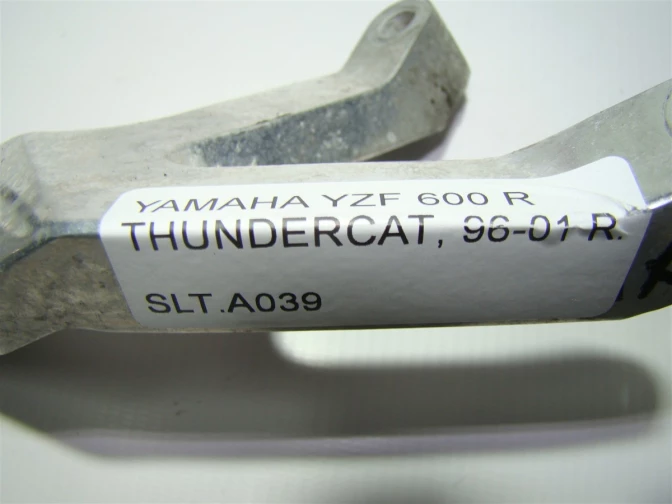 YAMAHA YZF 600 R
THUNDERCAT, 96-01 R.
SLT.A039